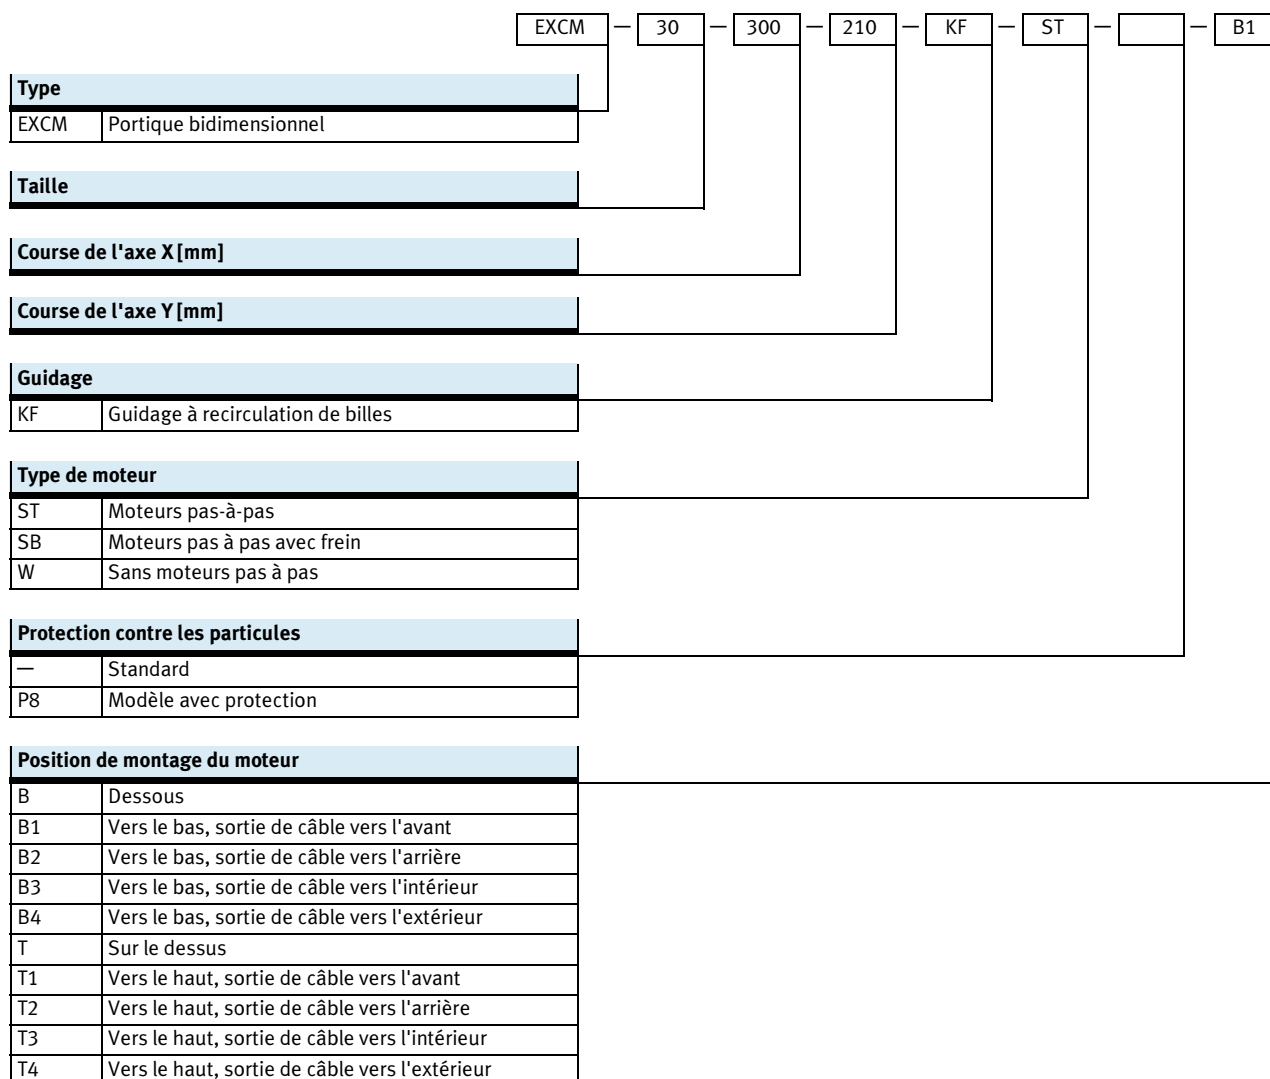 EXCM — 30 — 300 — 210 — KF — ST — — B1
Type
EXCM Portique bidimensionnel
Taille
Course de l'axe X [mm]
Course de l'axe Y [mm]
Guidage
KF Guidage à recirculation de billes
Type de moteur
ST Moteurs pas-à-pas
SB Moteurs pas à pas avec frein
W Sans moteurs pas à pas
Protection contre les particules
— Standard
P8 Modèle avec protection
Position de montage du moteur
B Dessous
B1 Vers le bas, sortie de câble vers l'avant
B2 Vers le bas, sortie de câble vers l'arrière
B3 Vers le bas, sortie de câble vers l'intérieur
B4 Vers le bas, sortie de câble vers l'extérieur
T Sur le dessus
T1 Vers le haut, sortie de câble vers l'avant
T2 Vers le haut, sortie de câble vers l'arrière
T3 Vers le haut, sortie de câble vers l'intérieur
T4 Vers le haut, sortie de câble vers l'extérieur